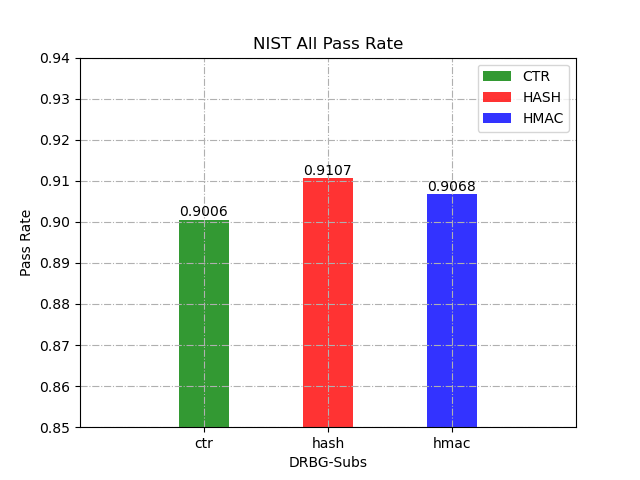 NIST All Pass Rate
0.94
0.93
0.92
0.91
0.90
0.89
0.88
0.87
0.86
0.85
Pass Rate
CTR
HASH
HMAC
0.9006
0.9107
0.9068
ctr
hash
hmac
DRBG-Subs